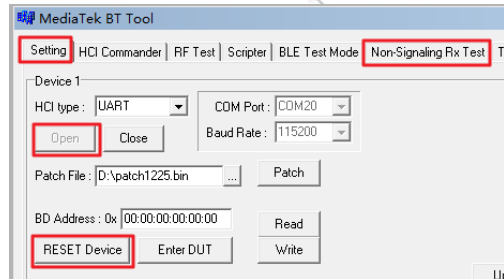 MediaTek BT Tool
Setting HCI Commander RF Test Scripter BLE Test Mode Non-Signaling Rx Test T
Device 1
HCI type : UART COM Port : COM20
Open Close Baud Rate : 115200
Patch File : D:\patch1225.bin ... Patch
BD Address : 0x 00:00:00:00:00:00 Read
RESET Device Enter DUT Write